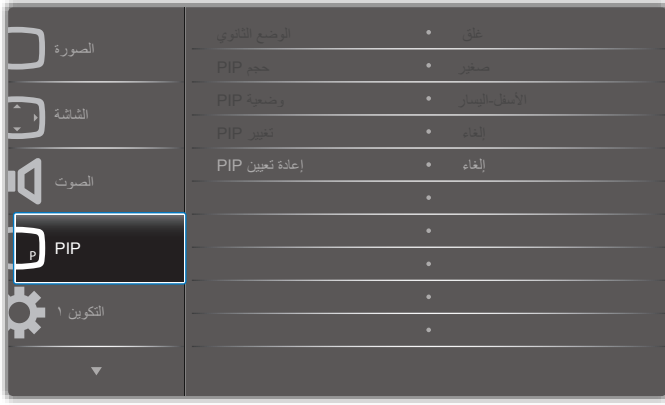 الصورة
الشاشة
الصوت
P
PIP
التكوين ١
الوضع الثانوي • غلق
حجم PIP • صغير
وضعية PIP • الأسفل-اليسار
تغيير PIP • إلغاء
إعادة تعيين PIP • إلغاء